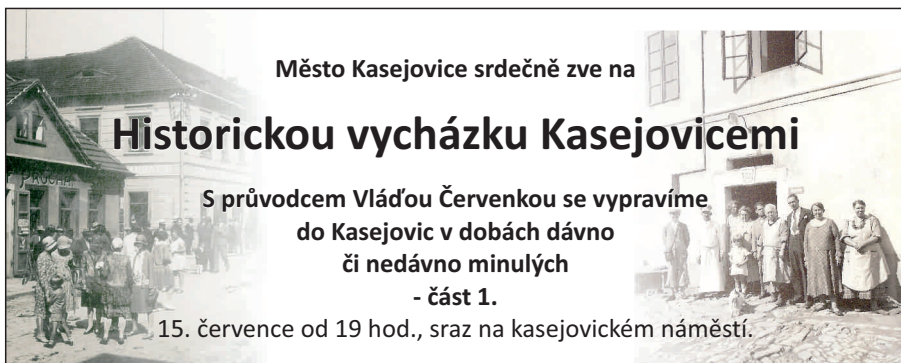 Město Kasejovice srdečně zve na
Historickou vycházku Kasejovicemi
S průvodcem Vláďou Červenkou se vypravíme
do Kasejovic v dobách dávno
či nedávno minulých
- část 1.
15. července od 19 hod., sraz na kasejovickém náměstí.